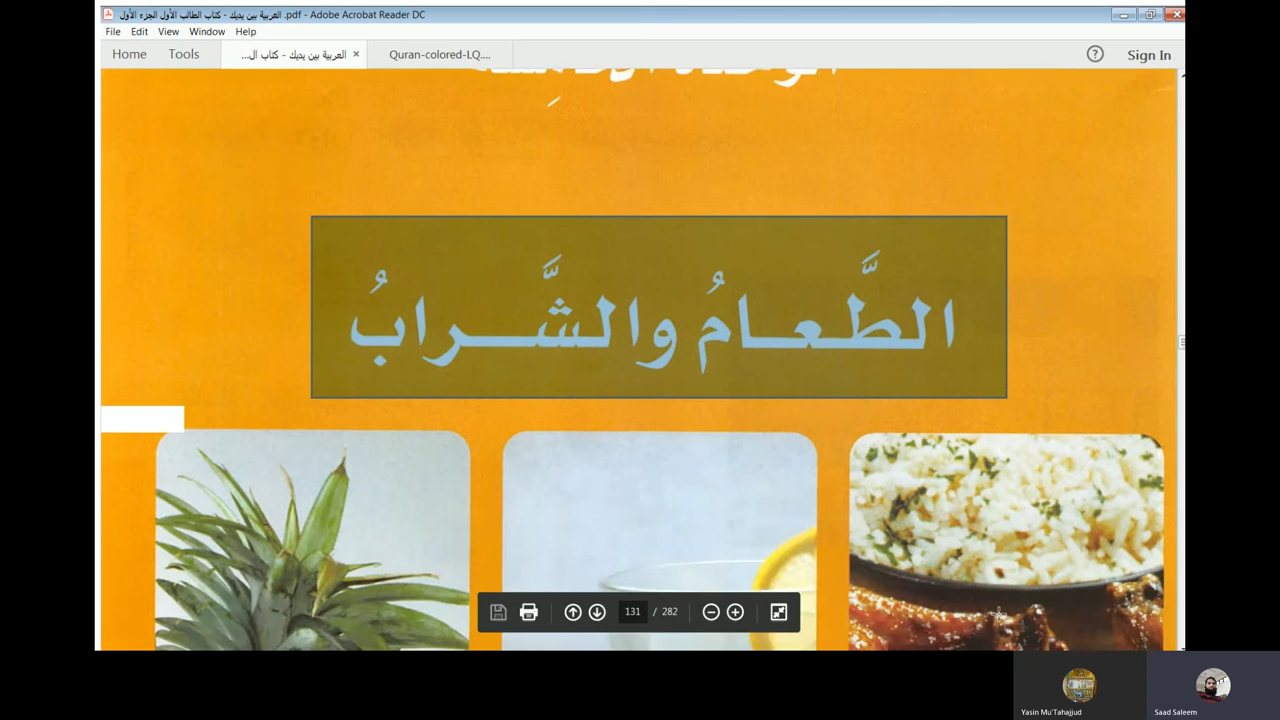 العربية بين يديك - كتاب الطالب الأول الجزء الأول .pdf - Adobe Acrobat Reader DC
File Edit View Window Help
Home Tools العربية بين يديك - كتاب ال... × Quran-colored-LQ.... ? Sign In
الطَّعَامُ والشَّرابُ
131 / 282
Yasin Mu'Tahajjud Saad Saleem